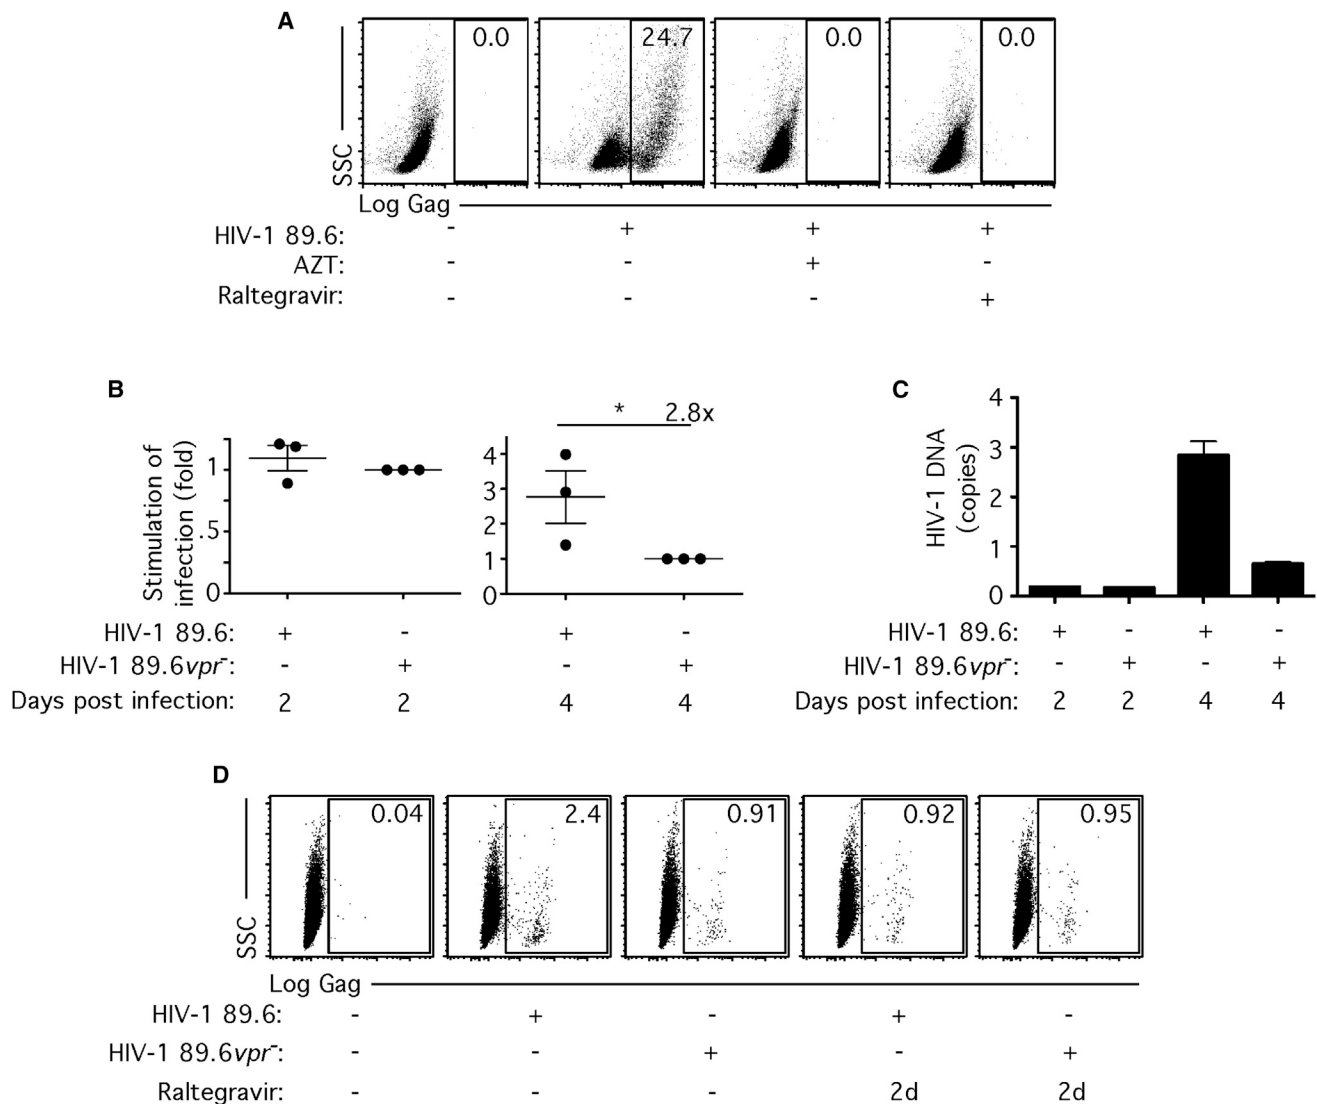 A
0.0 24.7 0.0 0.0
SSC
Log Gag
HIV-1 89.6: - + + +
AZT: - - + -
Raltegravir: - - - +
B
Stimulation of
infection (fold)
1
.5
0
* 2.8x
4
3
2
1
0
HIV-1 89.6: + - + -
HIV-1 89.6vpr⁻: - + - +
Days post infection: 2 2 4 4
C
HIV-1 DNA
(copies)
4
3
2
1
0
HIV-1 89.6: + - + -
HIV-1 89.6vpr⁻: - + - +
Days post infection: 2 2 4 4
D
0.04 2.4 0.91 0.92 0.95
SSC
Log Gag
HIV-1 89.6: - + - + -
HIV-1 89.6vpr⁻: - - + - +
Raltegravir: - - - 2d 2d